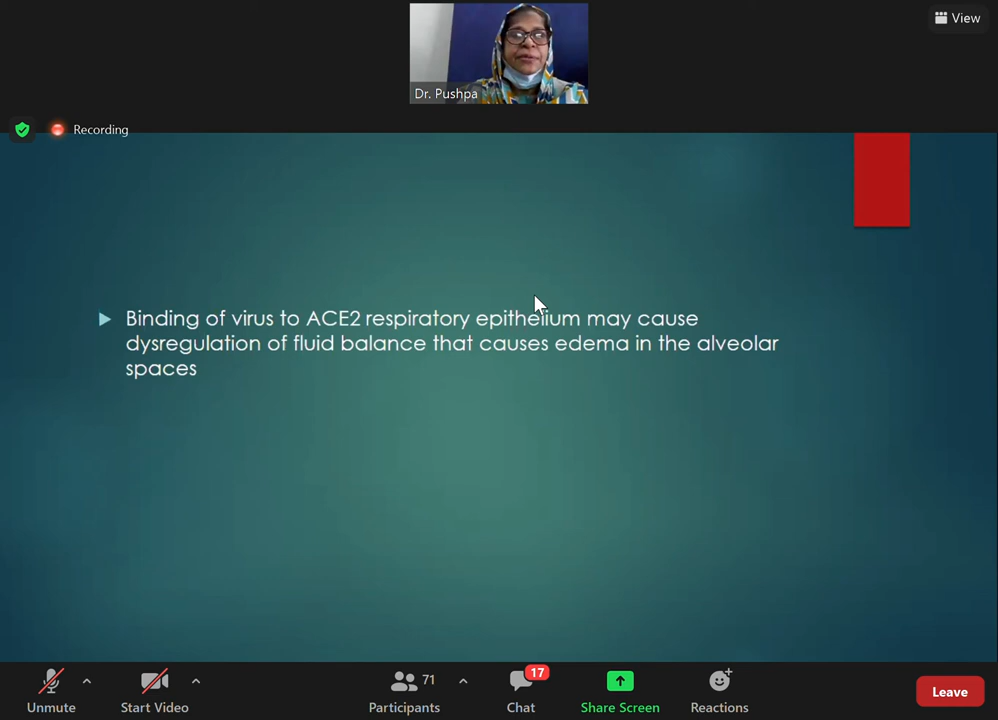 View
Dr. Pushpa
Recording
Binding of virus to ACE2 respiratory epithelium may cause
dysregulation of fluid balance that causes edema in the alveolar
spaces
17
71
Unmute
Start Video
Participants
Chat
Share Screen
Reactions
Leave